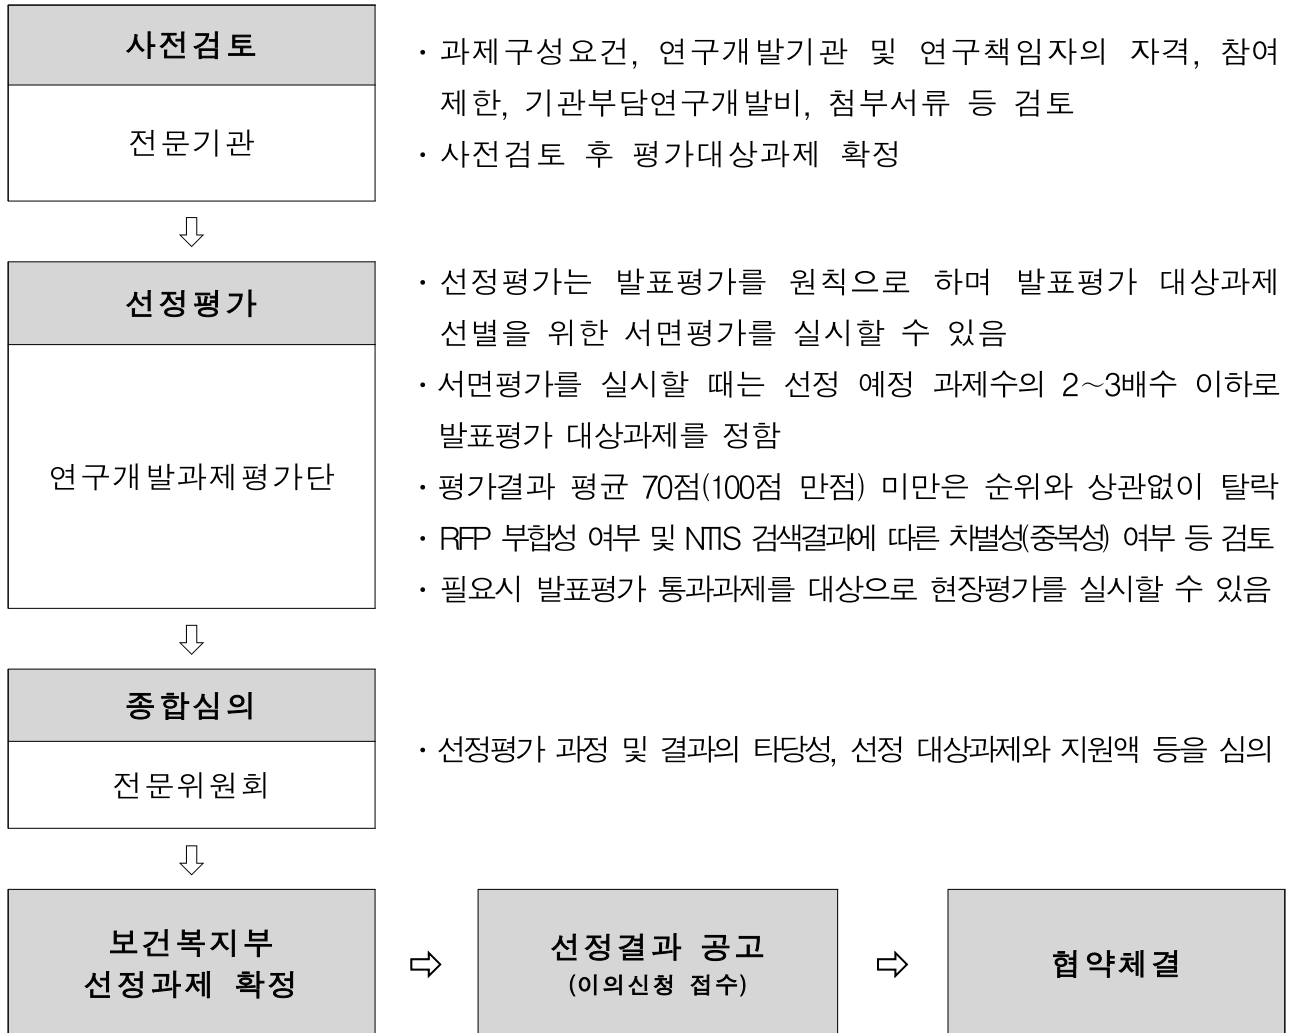 사전검토
전문기관
· 과제구성요건, 연구개발기관 및 연구책임자의 자격, 참여
제한, 기관부담연구개발비, 첨부서류 등 검토
· 사전검토 후 평가대상과제 확정
⇩
선정평가
연구개발과제평가단
· 선정평가는 발표평가를 원칙으로 하며 발표평가 대상과제
선별을 위한 서면평가를 실시할 수 있음
· 서면평가를 실시할 때는 선정 예정 과제수의 2~3배수 이하로
발표평가 대상과제를 정함
· 평가결과 평균 70점(100점 만점) 미만은 순위와 상관없이 탈락
· RFP 부합성 여부 및 NTIS 검색결과에 따른 차별성(중복성) 여부 등 검토
· 필요시 발표평가 통과과제를 대상으로 현장평가를 실시할 수 있음
⇩
종합심의
전문위원회
· 선정평가 과정 및 결과의 타당성, 선정 대상과제와 지원액 등을 심의
⇩
보건복지부
선정과제 확정
⇨
선정결과 공고
(이의신청 접수)
⇨
협약체결